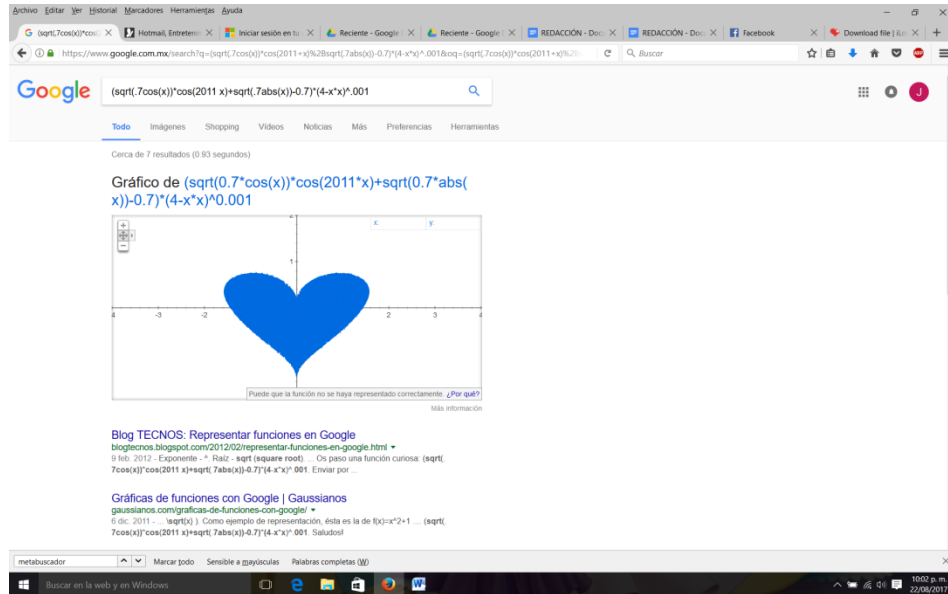 Archivo Editar Ver Historial Marcadores Herramientas Ayuda
G (sqrt(.7cos(x))*cos(2 Hotmail, Entretenir Iniciar sesión en tu Reciente - Google Reciente - Google REDACCIÓN - Doc REDACCIÓN - Doc Facebook Download file
https://www.google.com.mx/search?q=(sqrt(.7cos(x))*cos(2011+x)%2Bsqrt(.7abs(x))-0.7)*(4-x*x)^.001&oq=(sqrt(.7cos(x))*cos(2011+x)%2B Buscar
Google (sqrt(.7cos(x))*cos(2011 x)+sqrt(.7abs(x))-0.7)*(4-x*x)^.001 J
Todo Imágenes Shopping Vídeos Noticias Más Preferencias Herramientas
Cerca de 7 resultados (0.93 segundos)
Gráfico de (sqrt(0.7*cos(x))*cos(2011*x)+sqrt(0.7*abs(
x))-0.7)*(4-x*x)^0.001
x: y:
1
-3 -2 2 3 4
Puede que la función no se haya representado correctamente. ¿Por qué?
Más información
Blog TECNOS: Representar funciones en Google
blogtecnos.blogspot.com/2012/02/representar-funciones-en-google.html
9 feb. 2012 - Exponente - ^. Raíz - sqrt (square root). ... Os paso una función curiosa: (sqrt(.
7cos(x))*cos(2011 x)+sqrt(.7abs(x))-0.7)*(4-x*x)^.001. Enviar por ...
Gráficas de funciones con Google | Gaussianos
gaussianos.com/graficas-de-funciones-con-google/
6 dic. 2011 - ... \sqrt(x) ). Como ejemplo de representación, ésta es la de f(x)=x^2+1 ... (sqrt(.
7cos(x))*cos(2011 x)+sqrt(.7abs(x))-0.7)*(4-x*x)^.001. Saludos!
metabuscador Marcar todo Sensible a mayúsculas Palabras completas (W)
Buscar en la web y en Windows 10:02 p. m.
22/08/2017